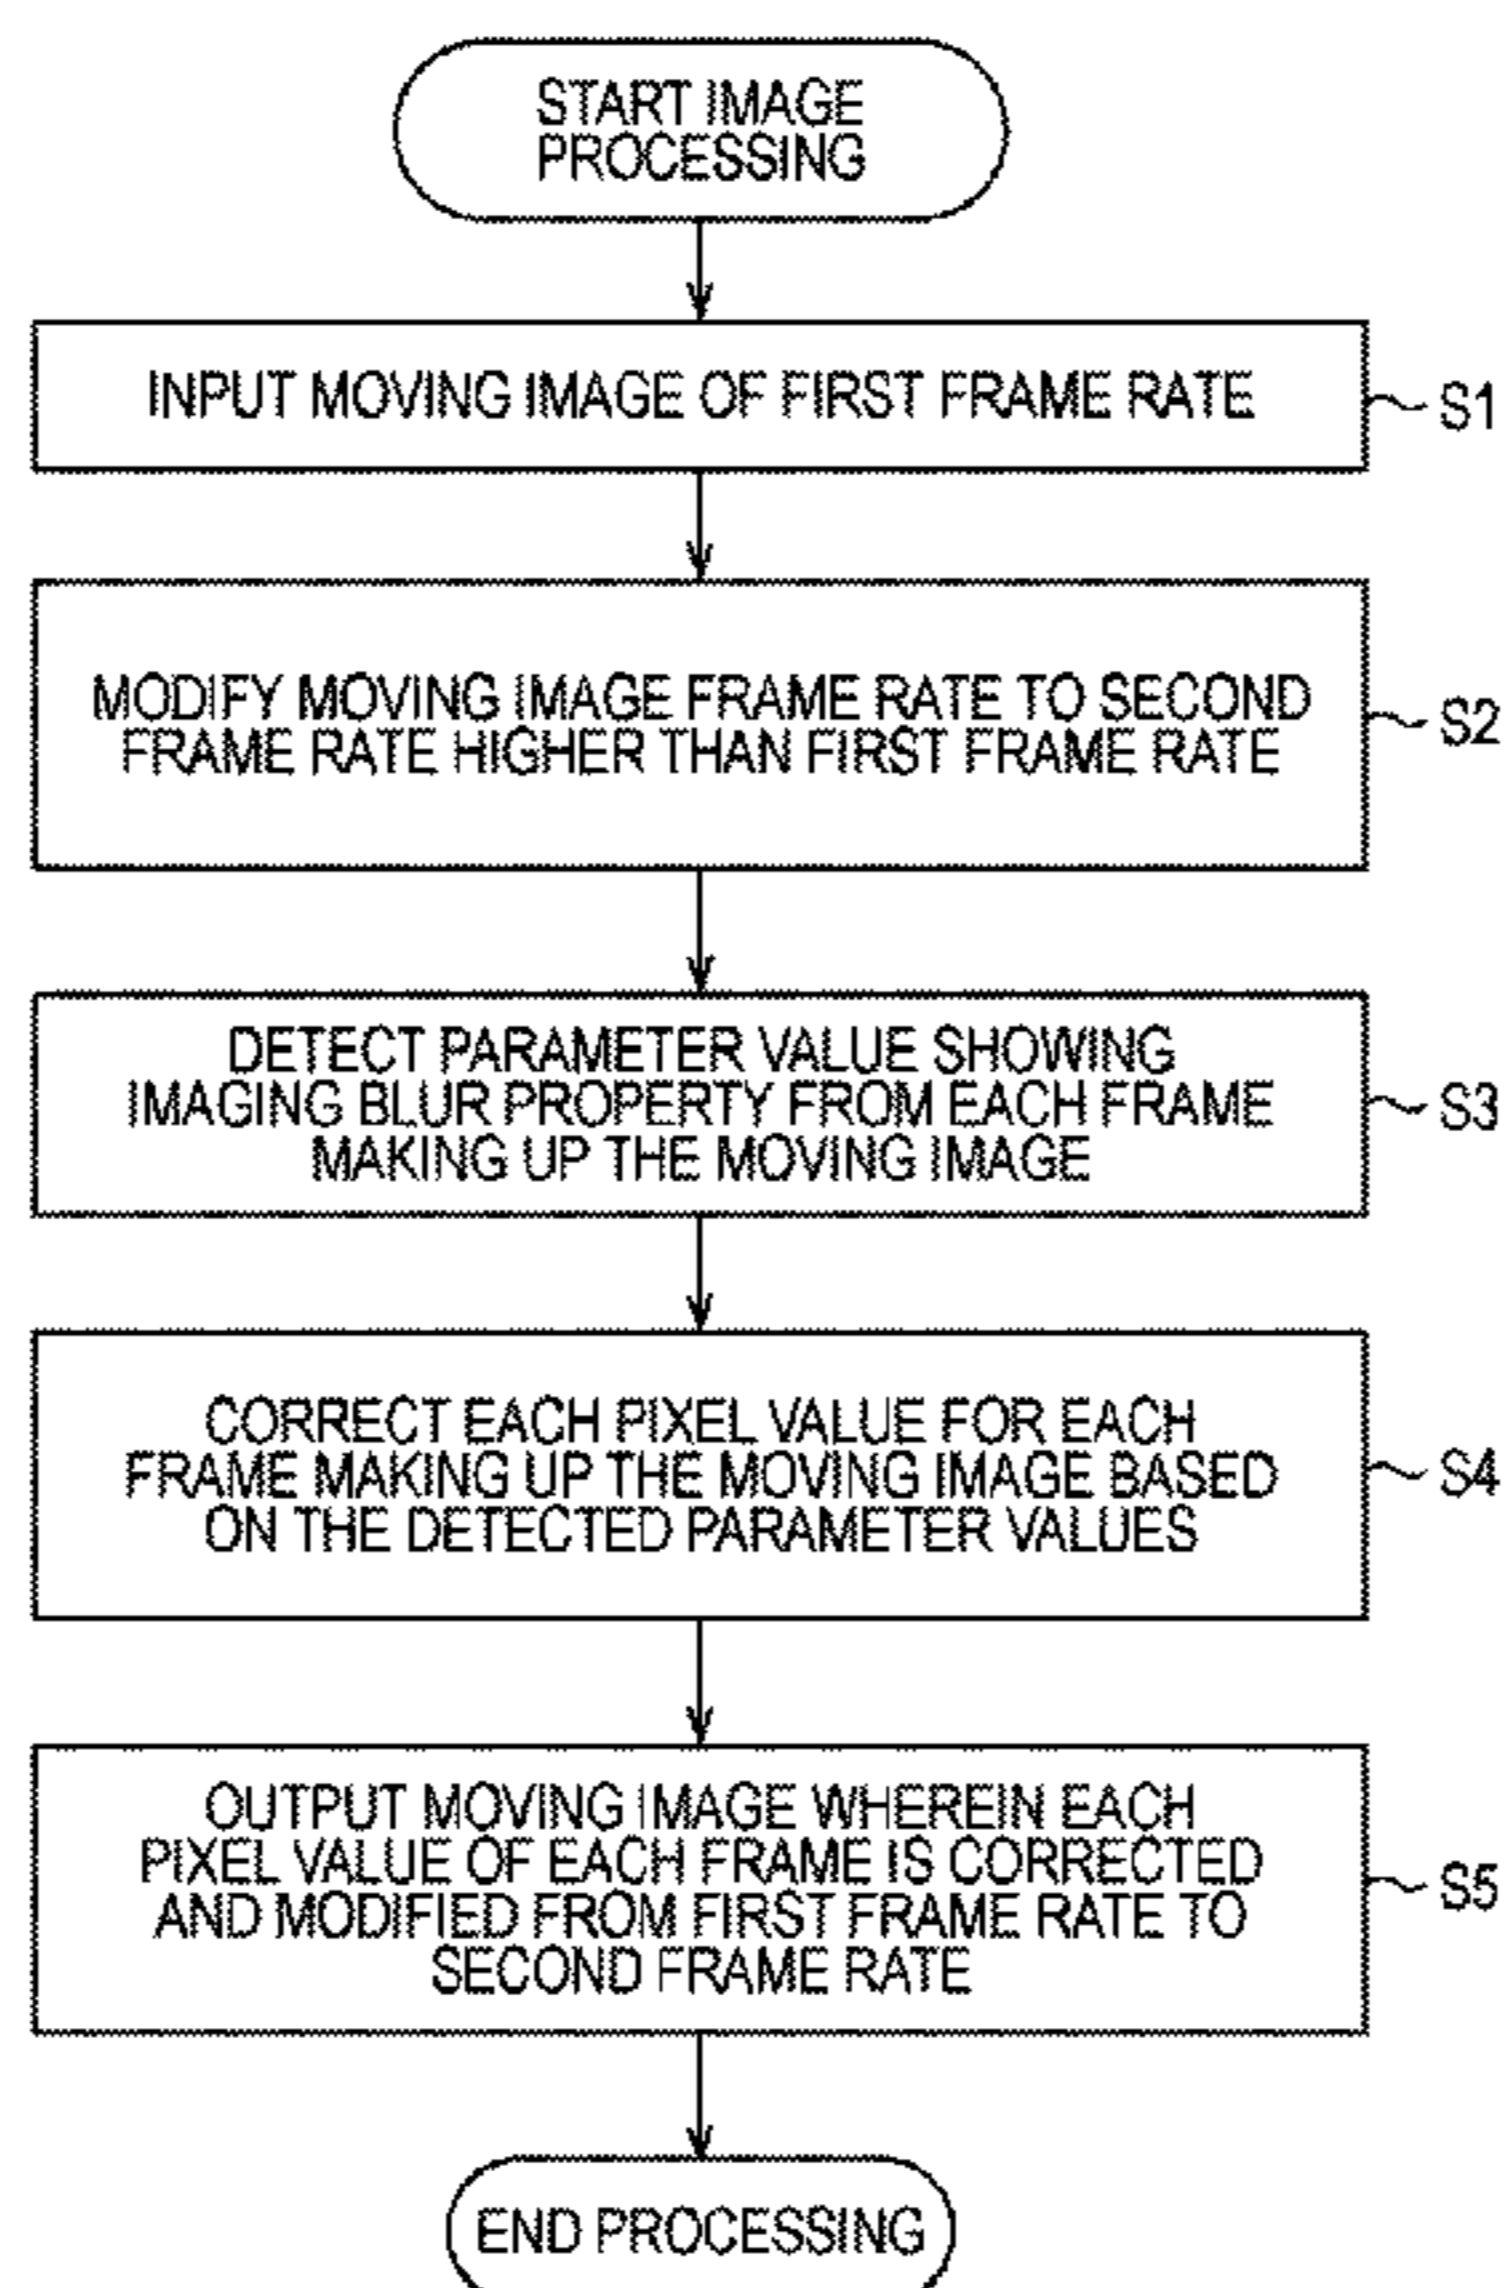 START IMAGE
PROCESSING
INPUT MOVING IMAGE OF FIRST FRAME RATE
S1
MODIFY MOVING IMAGE FRAME RATE TO SECOND
FRAME RATE HIGHER THAN FIRST FRAME RATE
S2
DETECT PARAMETER VALUE SHOWING
IMAGING BLUR PROPERTY FROM EACH FRAME
MAKING UP THE MOVING IMAGE
S3
CORRECT EACH PIXEL VALUE FOR EACH
FRAME MAKING UP THE MOVING IMAGE BASED
ON THE DETECTED PARAMETER VALUES
S4
OUTPUT MOVING IMAGE WHEREIN EACH
PIXEL VALUE OF EACH FRAME IS CORRECTED
AND MODIFIED FROM FIRST FRAME RATE TO
SECOND FRAME RATE
S5
END PROCESSING